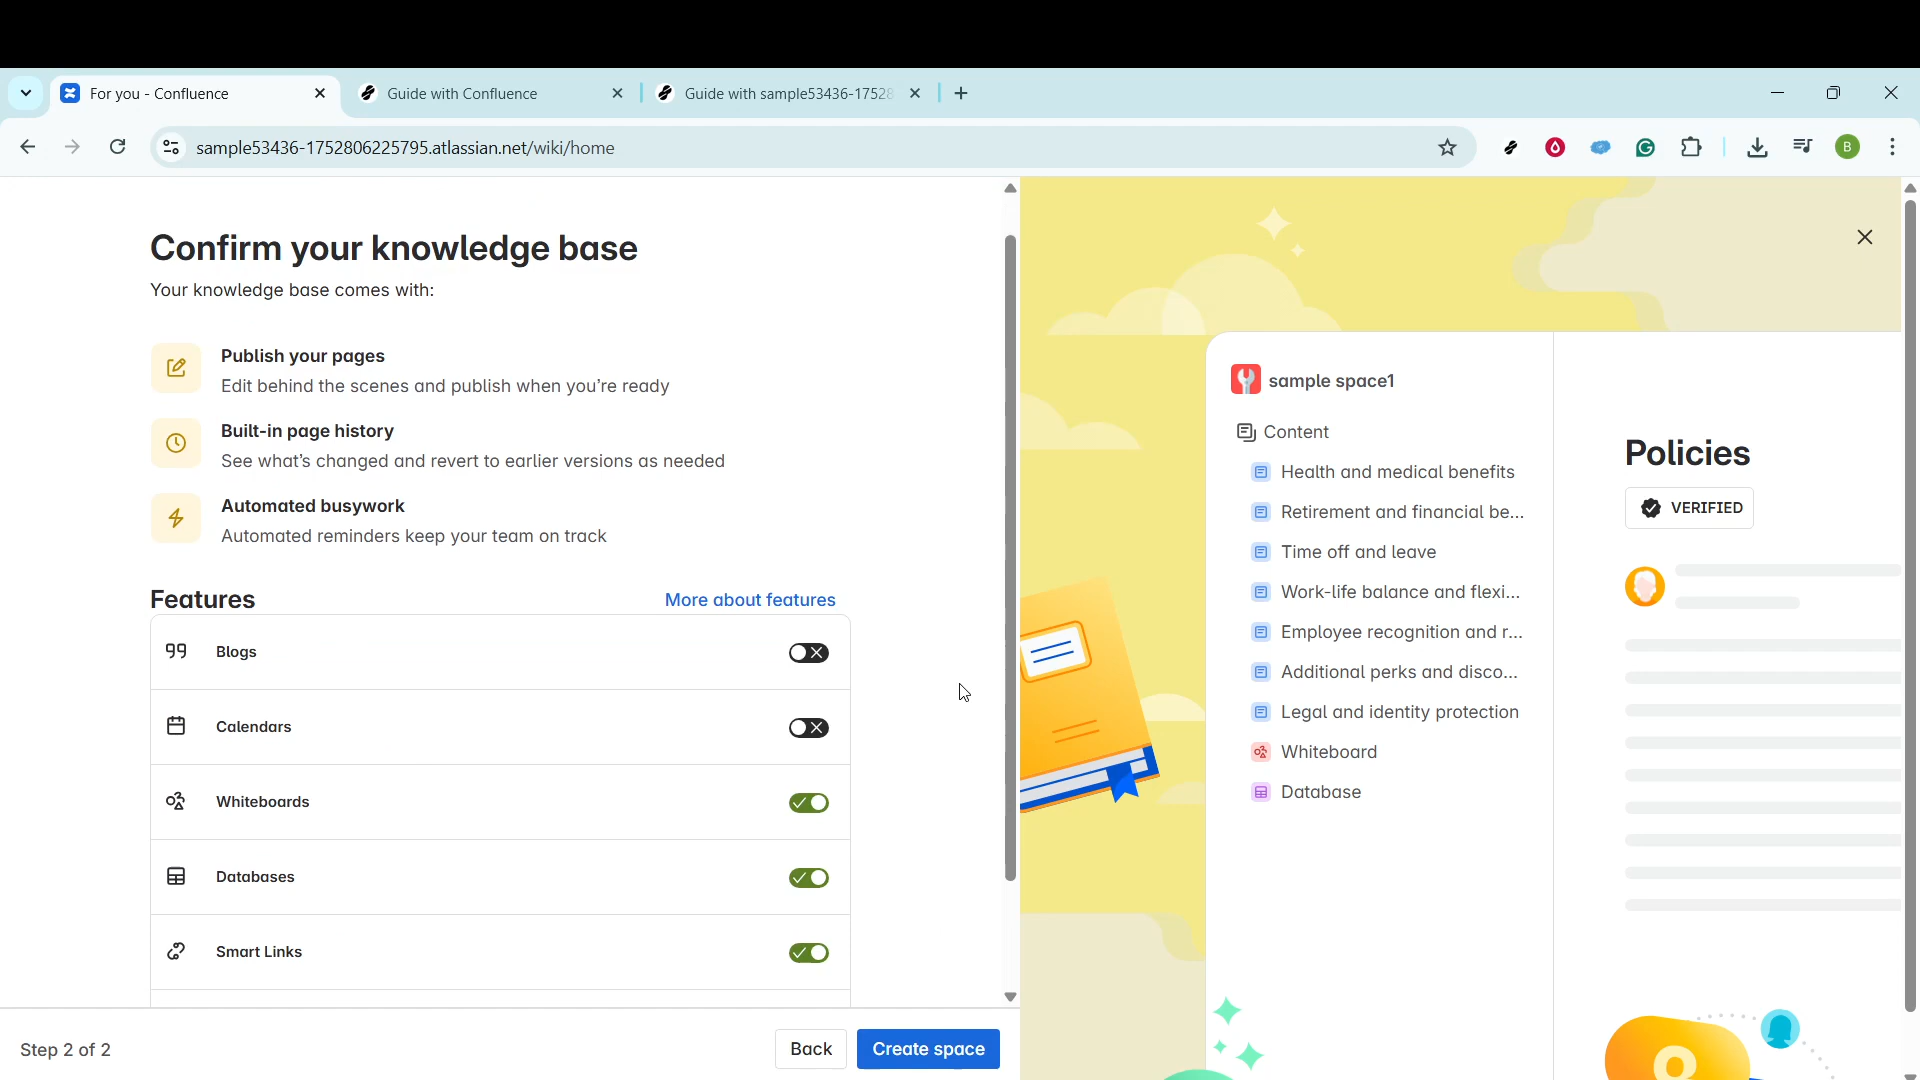 For you - Confluence
Guide with Confluence
Guide with sample53436-17528
sample53436-1752806225795.atlassian.net/wiki/home
B
Confirm your knowledge base
Your knowledge base comes with:
Publish your pages
Edit behind the scenes and publish when you're ready
Built-in page history
See what's changed and revert to earlier versions as needed
Automated busywork
Automated reminders keep your team on track
Features
More about features
Blogs
Calendars
Whiteboards
Databases
Smart Links
Step 2 of 2
Back
Create space
sample space1
Content
Health and medical benefits
Retirement and financial be...
Time off and leave
Work-life balance and flexi...
Employee recognition and r...
Additional perks and disco...
Legal and identity protection
Whiteboard
Database
Policies
VERIFIED